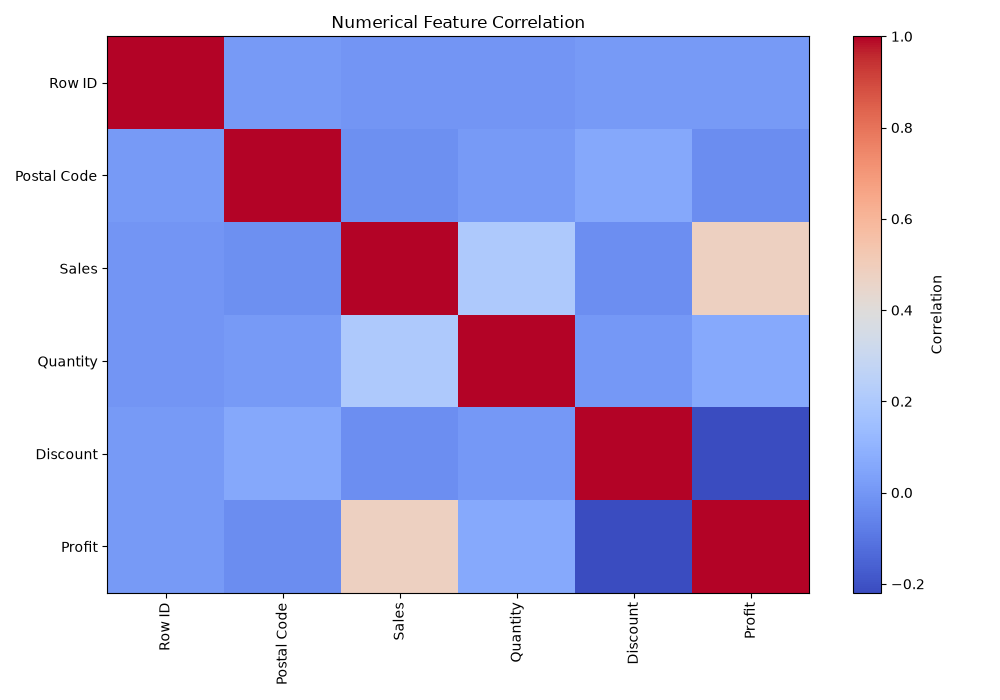 Numerical Feature Correlation
Row ID
Postal Code
Sales
Quantity
Discount
Profit
Row ID
Postal Code
Sales
Quantity
Discount
Profit
1.0
0.8
0.6
0.4
0.2
0.0
−0.2
Correlation